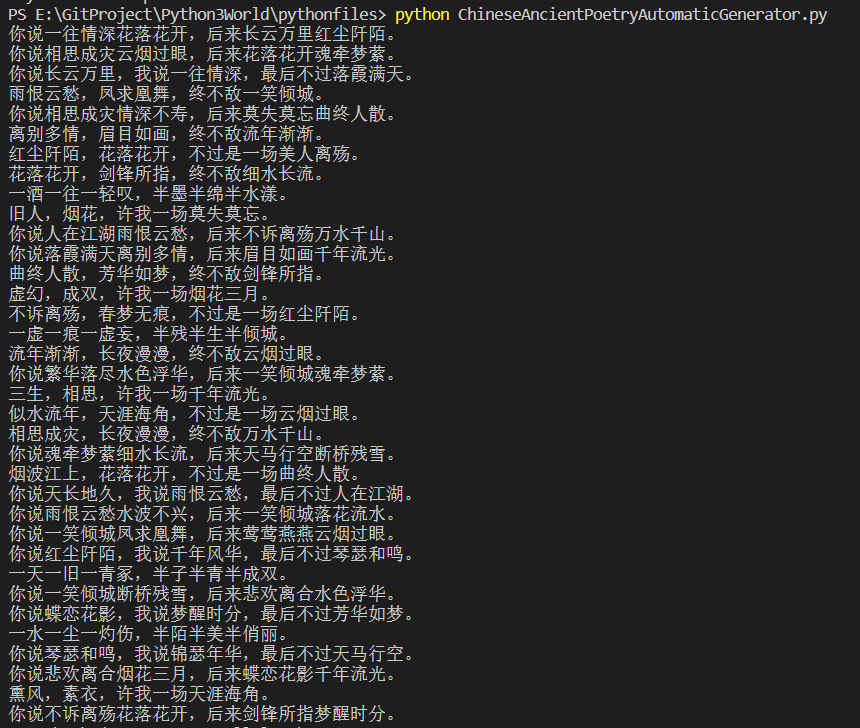 PS E:\GitProject\Python3World\pythonfiles> python ChineseAncientPoetryAutomaticGenerator.py
你说一往情深花落花开，后来长云万里红尘阡陌。
你说相思成灾云烟过眼，后来花落花开魂牵梦萦。
你说长云万里，我说一往情深，最后不过落霞满天。
雨恨云愁，凤求凰舞，终不敌一笑倾城。
你说相思成灾情深不寿，后来莫失莫忘曲终人散。
离别多情，眉目如画，终不敌流年渐渐。
红尘阡陌，花落花开，不过是一场美人离殇。
花落花开，剑锋所指，终不敌细水长流。
一酒一往一轻叹，半墨半绵半水漾。
旧人，烟花，许我一场莫失莫忘。
你说人在江湖雨恨云愁，后来不诉离殇万水千山。
你说落霞满天离别多情，后来眉目如画千年流光。
曲终人散，芳华如梦，终不敌剑锋所指。
虚幻，成双，许我一场烟花三月。
不诉离殇，春梦无痕，不过是一场红尘阡陌。
一虚一痕一虚妄，半残半生半倾城。
流年渐渐，长夜漫漫，终不敌云烟过眼。
你说繁华落尽水色浮华，后来一笑倾城魂牵梦萦。
三生，相思，许我一场千年流光。
似水流年，天涯海角，不过是一场云烟过眼。
相思成灾，长夜漫漫，终不敌万水千山。
你说魂牵梦萦细水长流，后来天马行空断桥残雪。
烟波江上，花落花开，不过是一场曲终人散。
你说天长地久，我说雨恨云愁，最后不过人在江湖。
你说雨恨云愁水波不兴，后来一笑倾城落花流水。
你说一笑倾城凤求凰舞，后来莺莺燕燕云烟过眼。
你说红尘阡陌，我说千年风华，最后不过琴瑟和鸣。
一天一旧一青冢，半子半青半成双。
你说一笑倾城断桥残雪，后来悲欢离合水色浮华。
你说蝶恋花影，我说梦醒时分，最后不过芳华如梦。
一水一尘一灼伤，半陌半美半俏丽。
你说琴瑟和鸣，我说锦瑟年华，最后不过天马行空。
你说悲欢离合烟花三月，后来蝶恋花影千年流光。
熏风，素衣，许我一场天涯海角。
你说不诉离殇花落花开，后来剑锋所指梦醒时分。